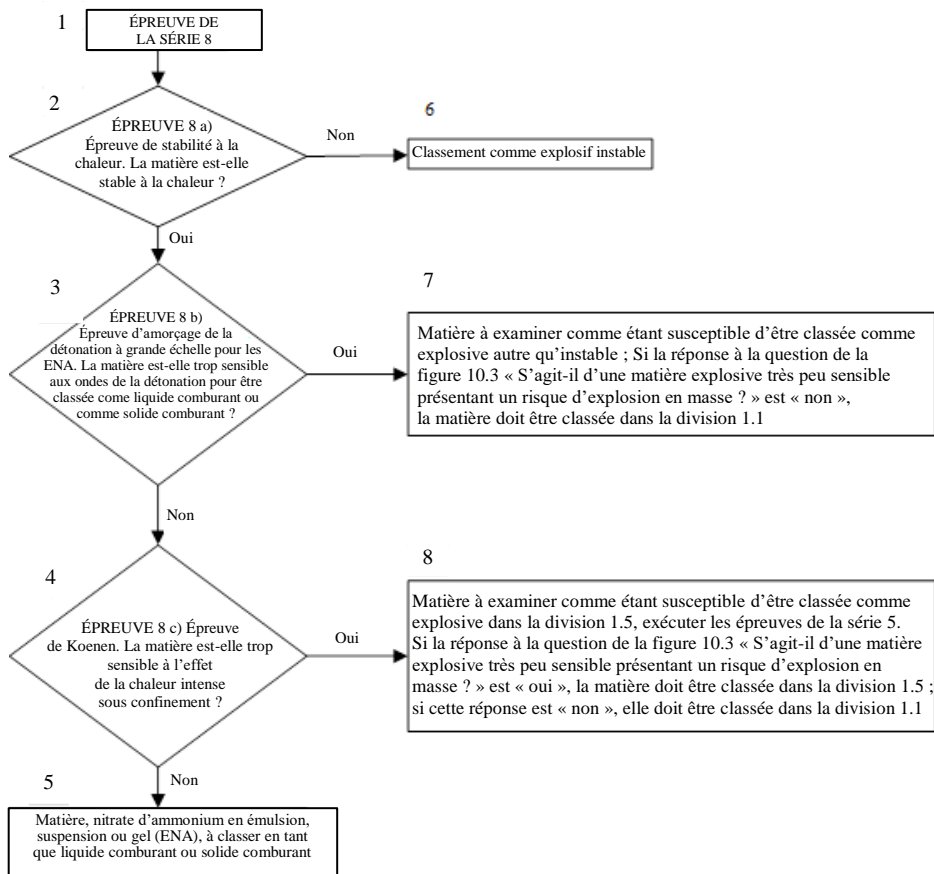 1
ÉPREUVE DE
LA SÉRIE 8
2
ÉPREUVE 8 a)
Épreuve de stabilité à la
chaleur. La matière est-elle
stable à la chaleur ?
Non
6
Classement comme explosif instable
Oui
3
ÉPREUVE 8 b)
Épreuve d’amorçage de la
détonation à grande échelle pour les
ENA. La matière est-elle trop sensible
aux ondes de la détonation pour être
classée come liquide comburant ou
comme solide comburant ?
Oui
7
Matière à examiner comme étant susceptible d’être classée comme
explosive autre qu’instable ; Si la réponse à la question de la
figure 10.3 « S’agit-il d’une matière explosive très peu sensible
présentant un risque d’explosion en masse ? » est « non »,
la matière doit être classée dans la division 1.1
Non
4
ÉPREUVE 8 c) Épreuve
de Koenen. La matière est-elle trop
sensible à l’effet
de la chaleur intense
sous confinement ?
Oui
8
Matière à examiner comme étant susceptible d’être classée comme
explosive dans la division 1.5, exécuter les épreuves de la série 5.
Si la réponse à la question de la figure 10.3 « S’agit-il d’une matière
explosive très peu sensible présentant un risque d’explosion en
masse ? » est « oui », la matière doit être classée dans la division 1.5 ;
si cette réponse est « non », elle doit être classée dans la division 1.1
Non
5
Matière, nitrate d’ammonium en émulsion,
suspension ou gel (ENA), à classer en tant
que liquide comburant ou solide comburant